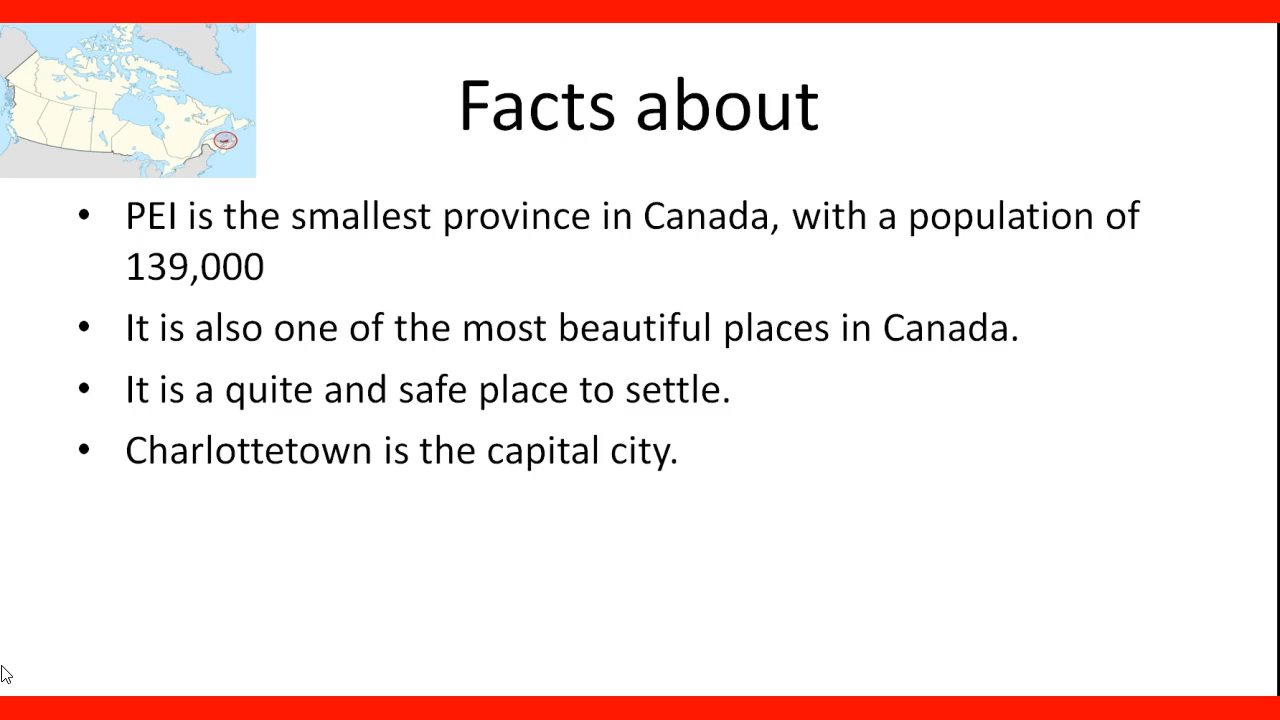 Facts about
• PEI is the smallest province in Canada, with a population of
139,000
• It is also one of the most beautiful places in Canada.
• It is a quite and safe place to settle.
• Charlottetown is the capital city.